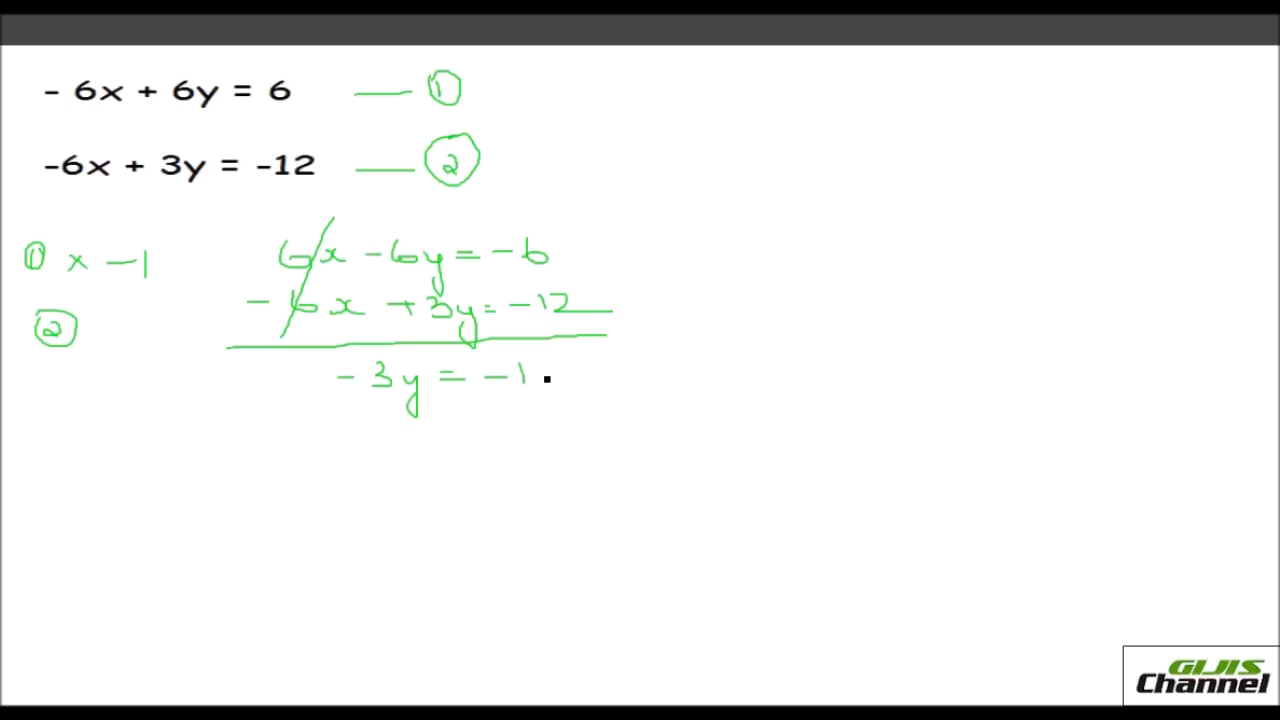 - 6x + 6y = 6 —— ①
-6x + 3y = -12 —— ②
① x -1 6x - 6y = -6
② - 6x + 3y = -12
- 3y = -1
GIJIS
Channel